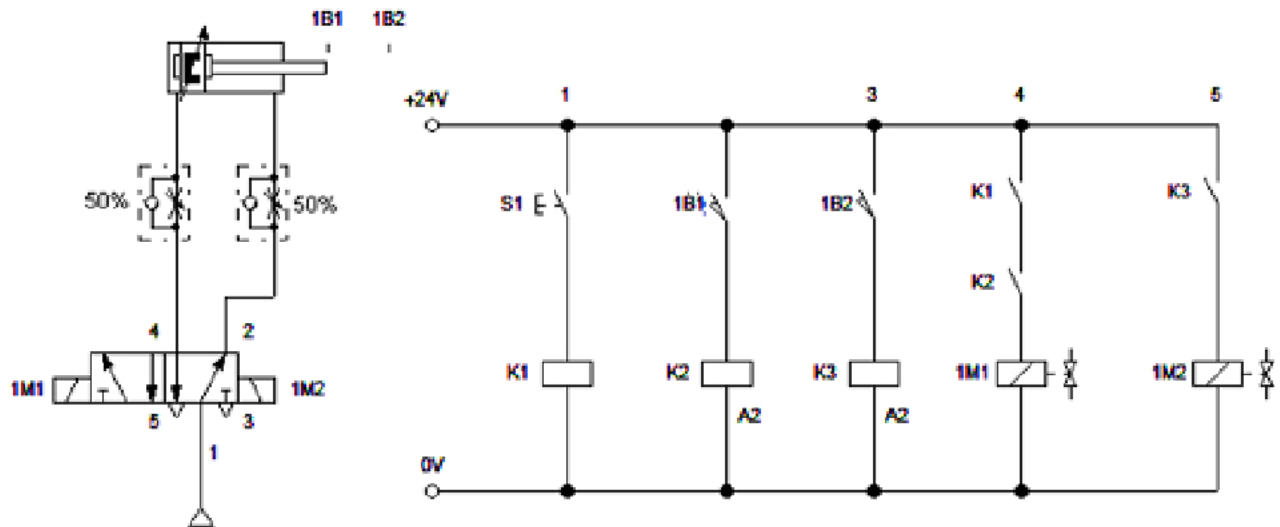 1B1 1B2
50% 50%
4 2
1M1 1M2
5 3
1
1 3 4 5
+24V
S1 1B1 1B2 K1 K3
K2
K1 K2 K3 1M1 1M2
A2 A2
0V